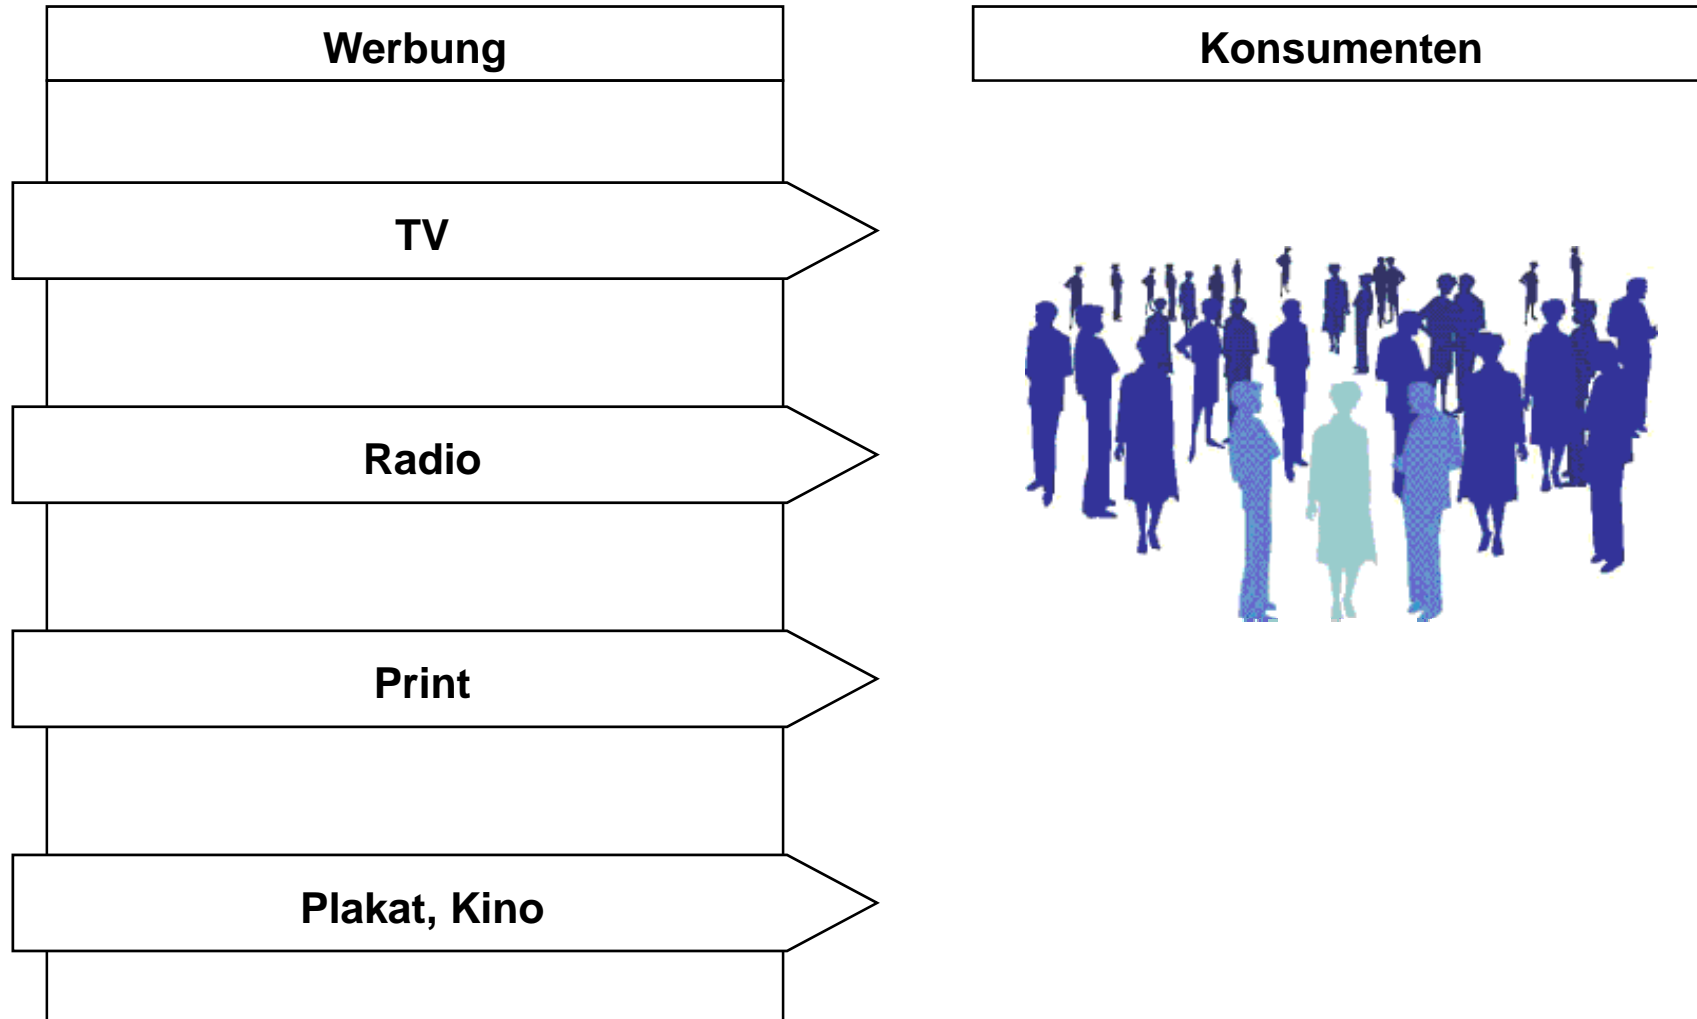 Werbung
Konsumenten
TV
Radio
Print
Plakat, Kino